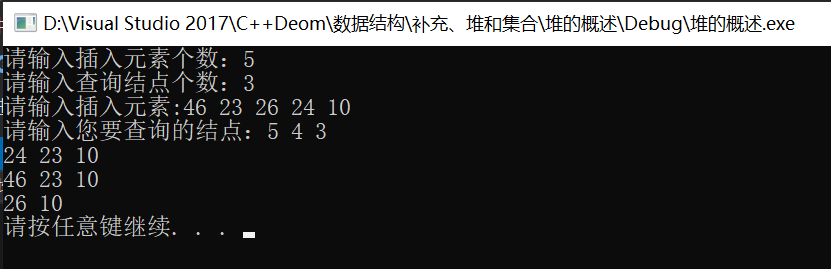 D:\Visual Studio 2017\C++Deom\数据结构\补充、堆和集合\堆的概述\Debug\堆的概述.exe
请输入插入元素个数：5
请输入查询结点个数：3
请输入插入元素:46 23 26 24 10
请输入您要查询的结点：5 4 3
24 23 10
46 23 10
26 10
请按任意键继续. . .